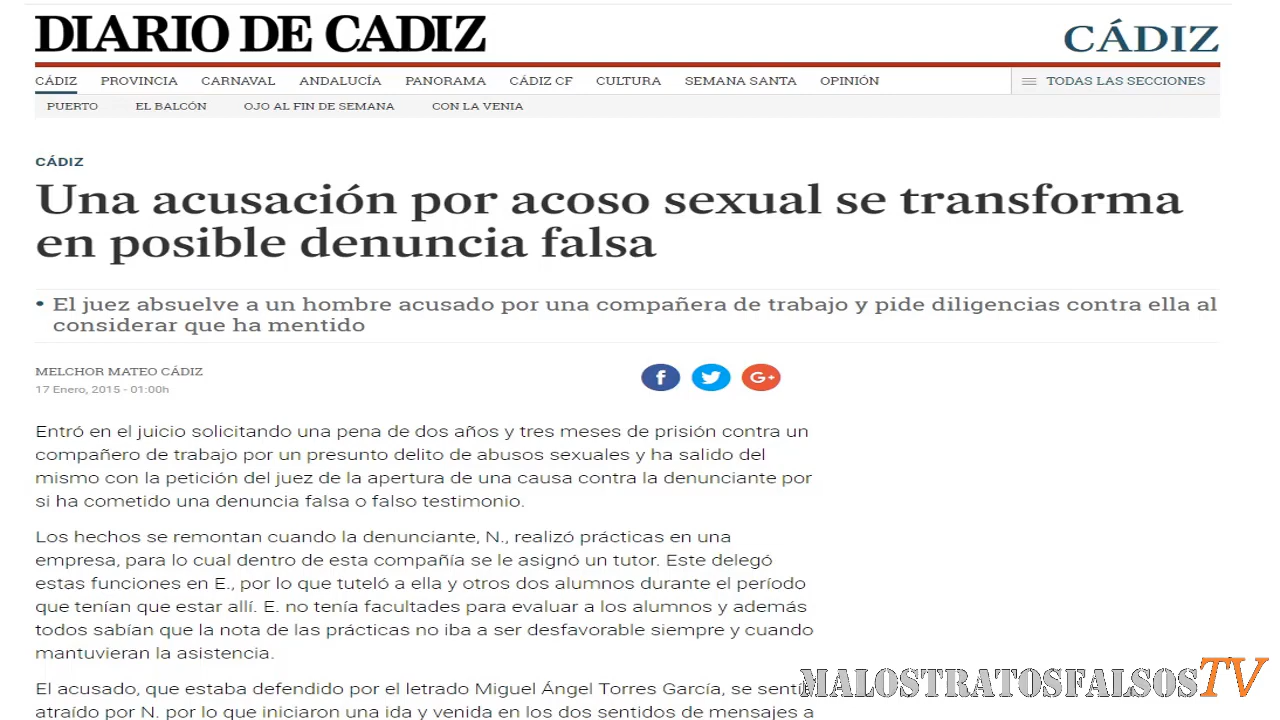 DIARIO DE CADIZ
CÁDIZ
CÁDIZ PROVINCIA CARNAVAL ANDALUCÍA PANORAMA CÁDIZ CF CULTURA SEMANA SANTA OPINIÓN TODAS LAS SECCIONES
PUERTO EL BALCÓN OJO AL FIN DE SEMANA CON LA VENIA
CÁDIZ
Una acusación por acoso sexual se transforma
en posible denuncia falsa
• El juez absuelve a un hombre acusado por una compañera de trabajo y pide diligencias contra ella al
considerar que ha mentido
MELCHOR MATEO CÁDIZ
17 Enero, 2015 - 01:00h
f G+
Entró en el juicio solicitando una pena de dos años y tres meses de prisión contra un
compañero de trabajo por un presunto delito de abusos sexuales y ha salido del
mismo con la petición del juez de la apertura de una causa contra la denunciante por
si ha cometido una denuncia falsa o falso testimonio.
Los hechos se remontan cuando la denunciante, N., realizó prácticas en una
empresa, para lo cual dentro de esta compañía se le asignó un tutor. Este delegó
estas funciones en E., por lo que tuteló a ella y otros dos alumnos durante el período
que tenían que estar allí. E. no tenía facultades para evaluar a los alumnos y además
todos sabían que la nota de las prácticas no iba a ser desfavorable siempre y cuando
mantuvieran la asistencia.
El acusado, que estaba defendido por el letrado Miguel Ángel Torres García, se sentía
atraído por N. por lo que iniciaron una ida y venida en los dos sentidos de mensajes a
MALOSTRATOSFALSOSTV